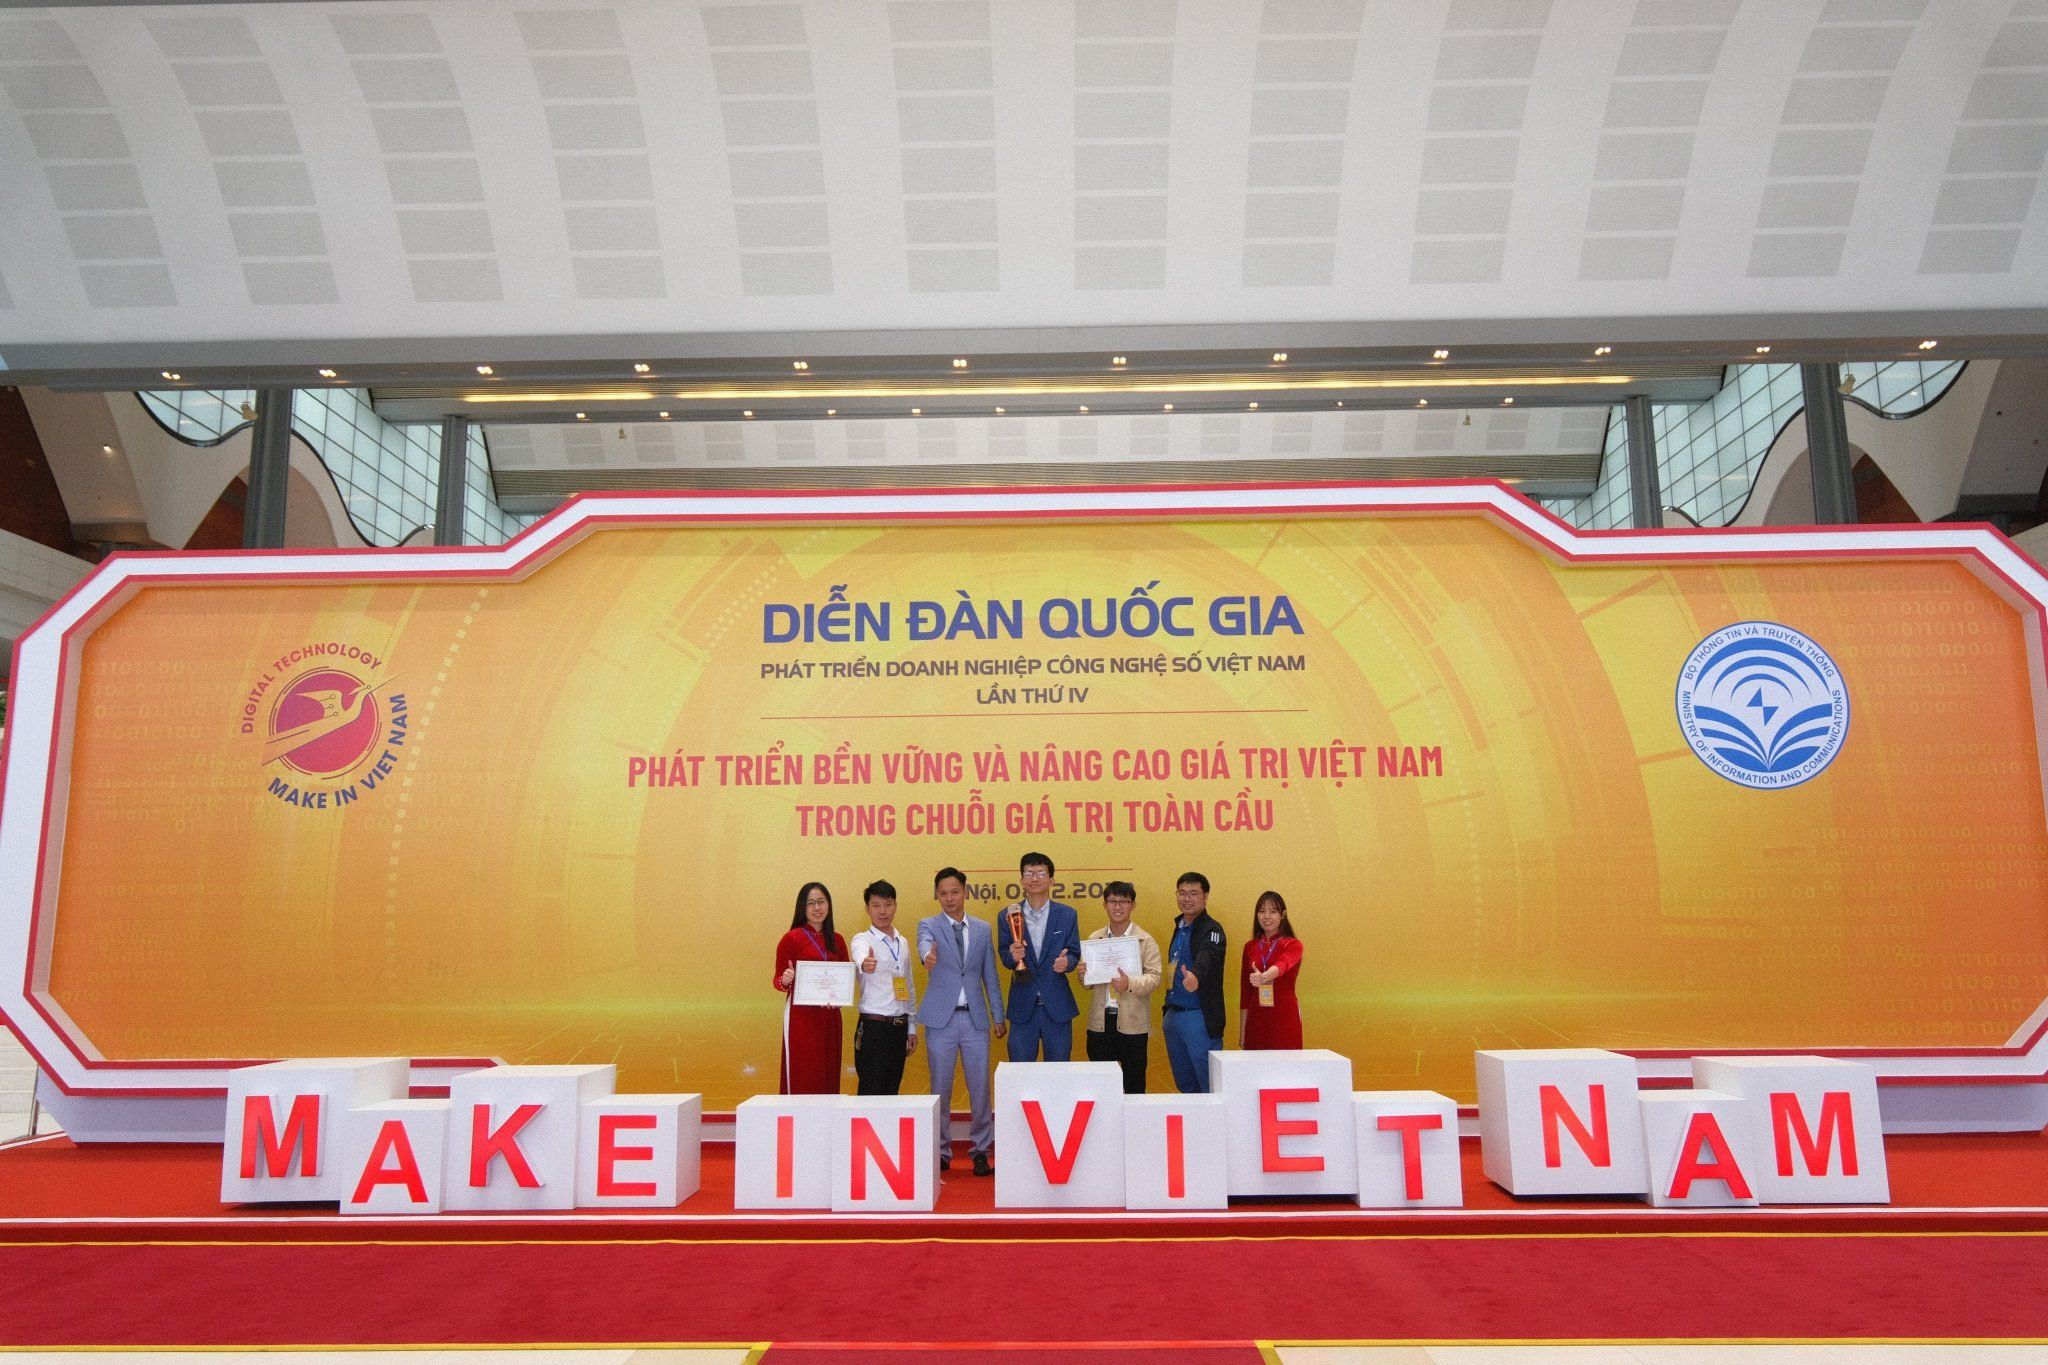 DIỄN ĐÀN QUỐC GIA
PHÁT TRIỂN DOANH NGHIỆP CÔNG NGHỆ SỐ VIỆT NAM
LẦN THỨ IV
PHÁT TRIỂN BỀN VỮNG VÀ NÂNG CAO GIÁ TRỊ VIỆT NAM
TRONG CHUỖI GIÁ TRỊ TOÀN CẦU
Nội,
DIGITAL TECHNOLOGY
MAKE IN VIET NAM
BỘ THÔNG TIN VÀ TRUYỀN THÔNG
MINISTRY OF INFORMATION AND COMMUNICATIONS
MAKE IN VIET NAM